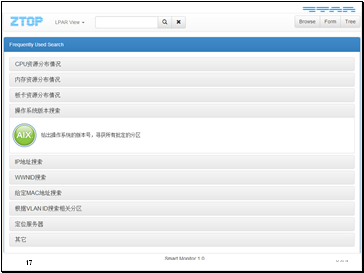 ZTOP
LPAR View
Browse
Form
Tree
Frequently Used Search
CPU资源分布情况
内存资源分布情况
板卡资源分布情况
操作系统版本搜索
AIX
给出操作系统的版本号，寻获所有批定的分区
IP地址搜索
WWNID搜索
给定MAC地址搜索
根据VLAN ID搜索相关分区
定位服务器
其它
Smart Monitor 1.0
17